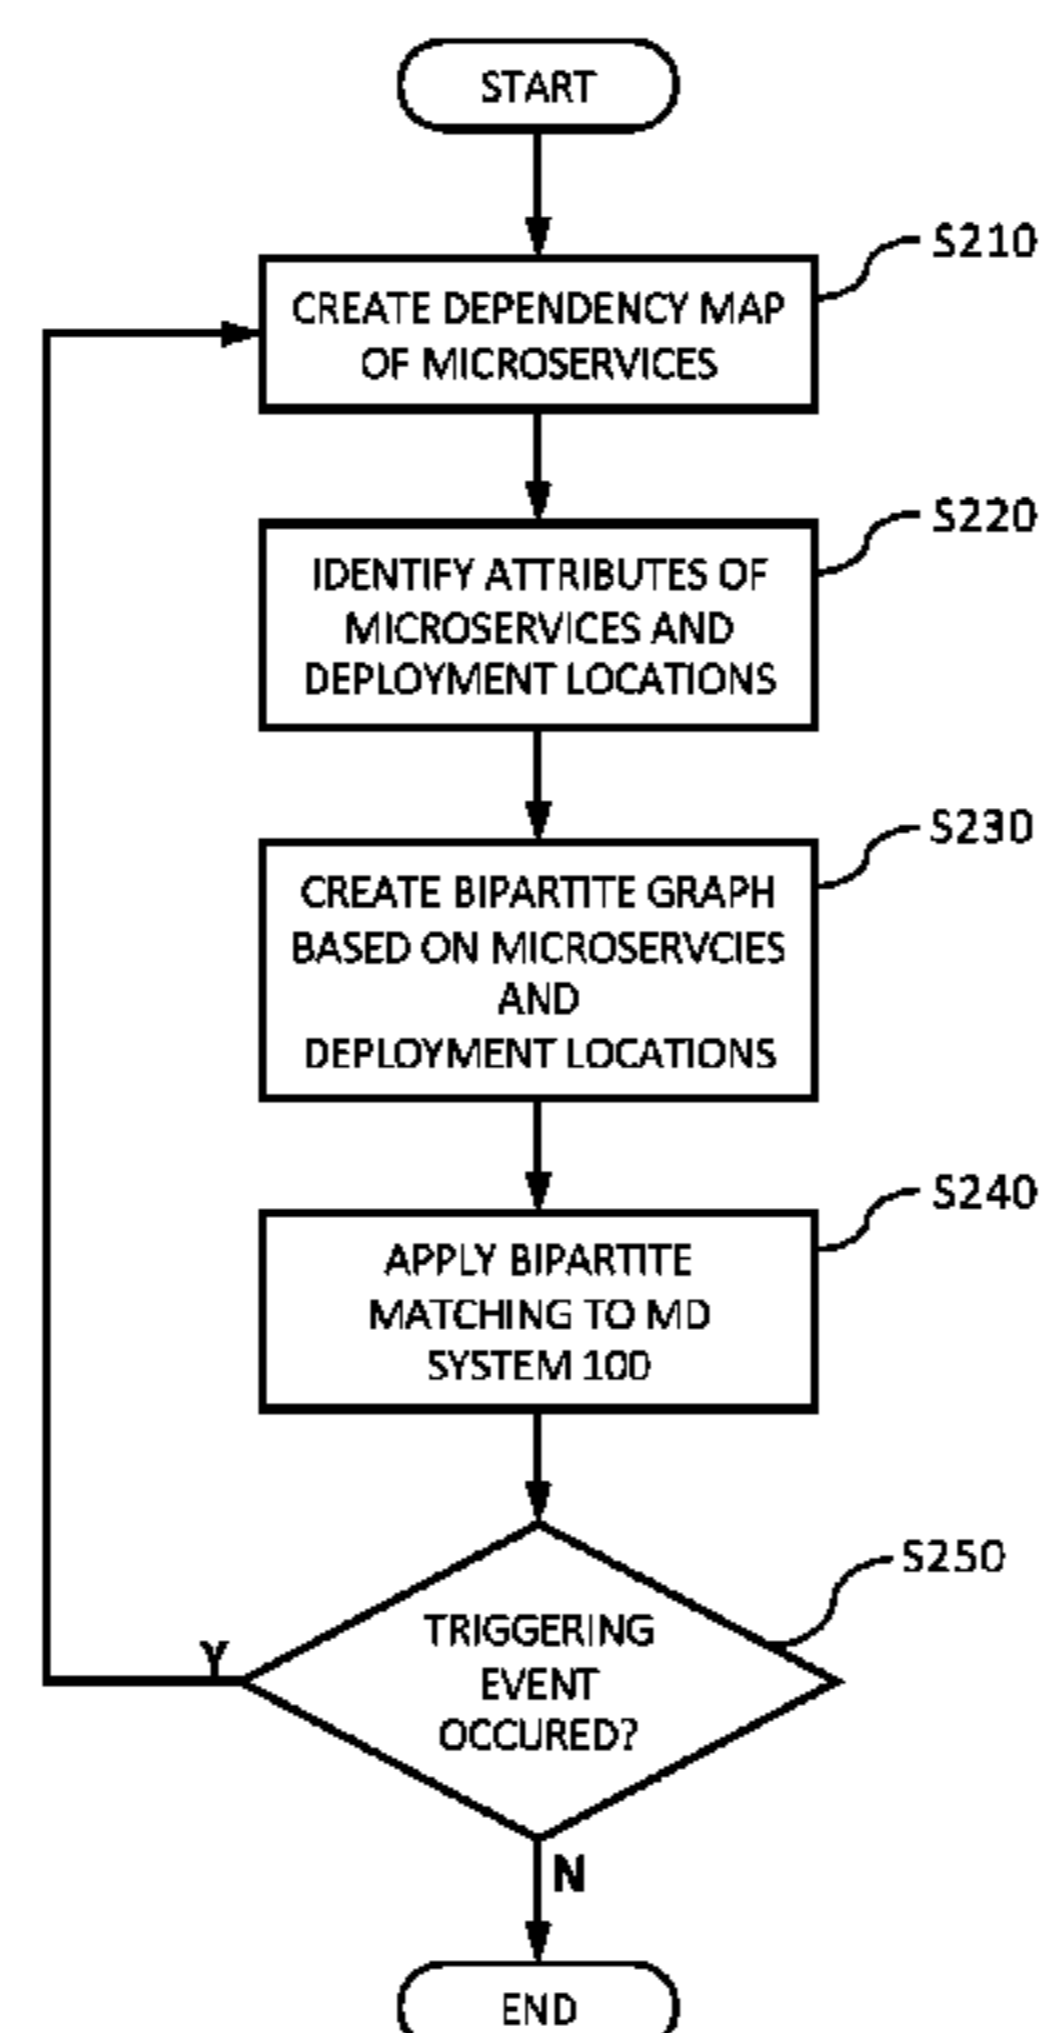 START
S210
CREATE DEPENDENCY MAP
OF MICROSERVICES
S220
IDENTIFY ATTRIBUTES OF
MICROSERVICES AND
DEPLOYMENT LOCATIONS
S230
CREATE BIPARTITE GRAPH
BASED ON MICROSERVCIES
AND
DEPLOYMENT LOCATIONS
S240
APPLY BIPARTITE
MATCHING TO MD
SYSTEM 100
S250
TRIGGERING
EVENT
OCCURED?
Y
N
END